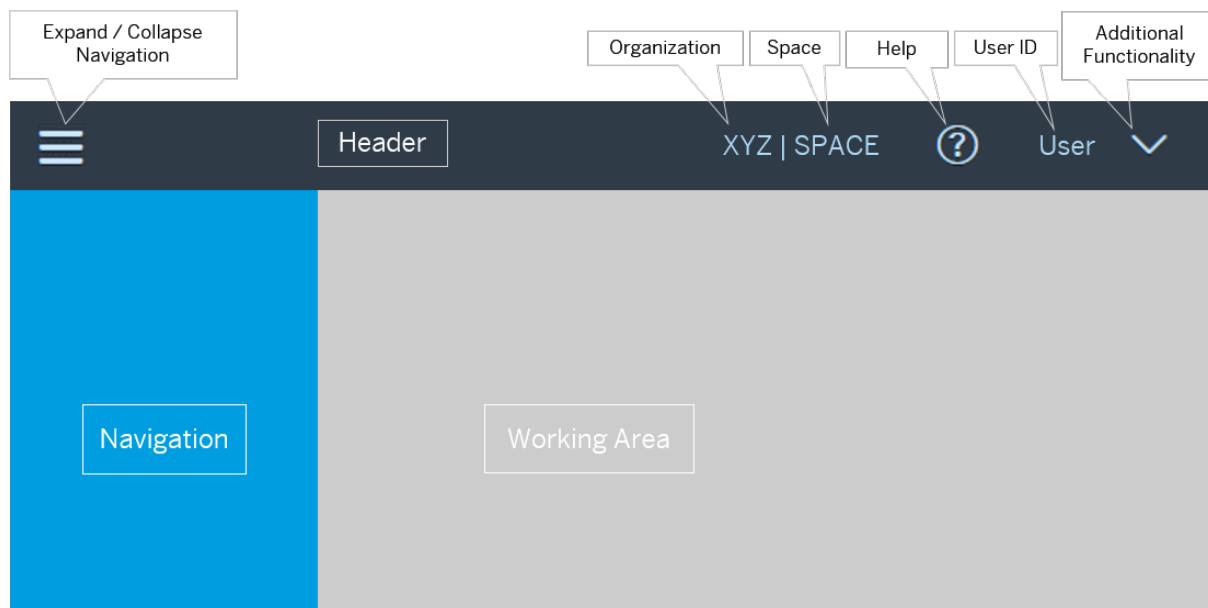 Expand / Collapse
Navigation
Organization
Space
Help
User ID
Additional
Functionality
Header
XYZ | SPACE
?
User
Navigation
Working Area